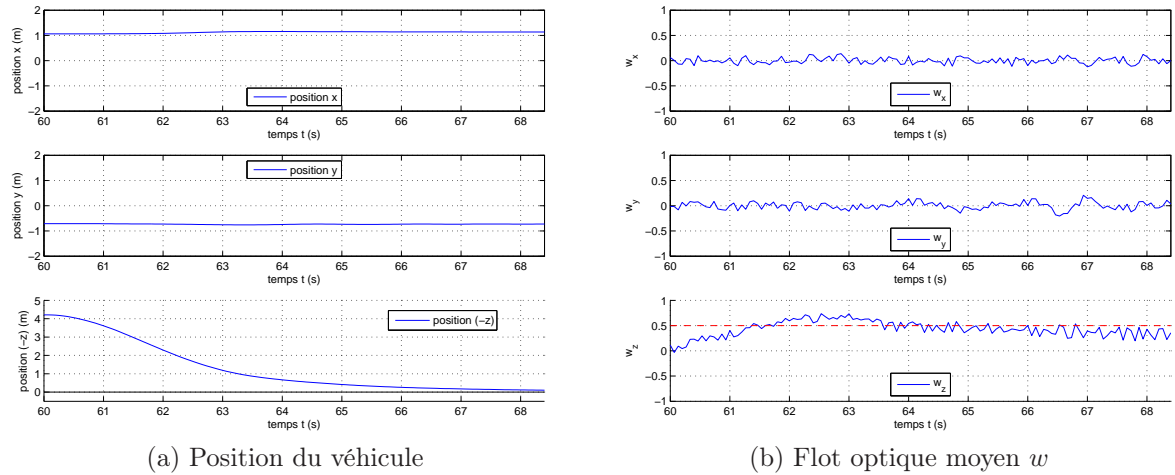 2
1
0
−1
−2
position x (m)
position x
60 61 62 63 64 65 66 67 68
temps t (s)
2
1
0
−1
−2
position y (m)
position y
60 61 62 63 64 65 66 67 68
temps t (s)
5
4
3
2
1
0
position (−z) (m)
position (−z)
60 61 62 63 64 65 66 67 68
temps t (s)
(a) Position du véhicule
1
0.5
0
−0.5
−1
w_x
w_x
60 61 62 63 64 65 66 67 68
temps t (s)
1
0.5
0
−0.5
−1
w_y
w_y
60 61 62 63 64 65 66 67 68
temps t (s)
1
0.5
0
−0.5
−1
w_z
w_z
60 61 62 63 64 65 66 67 68
temps t (s)
(b) Flot optique moyen w